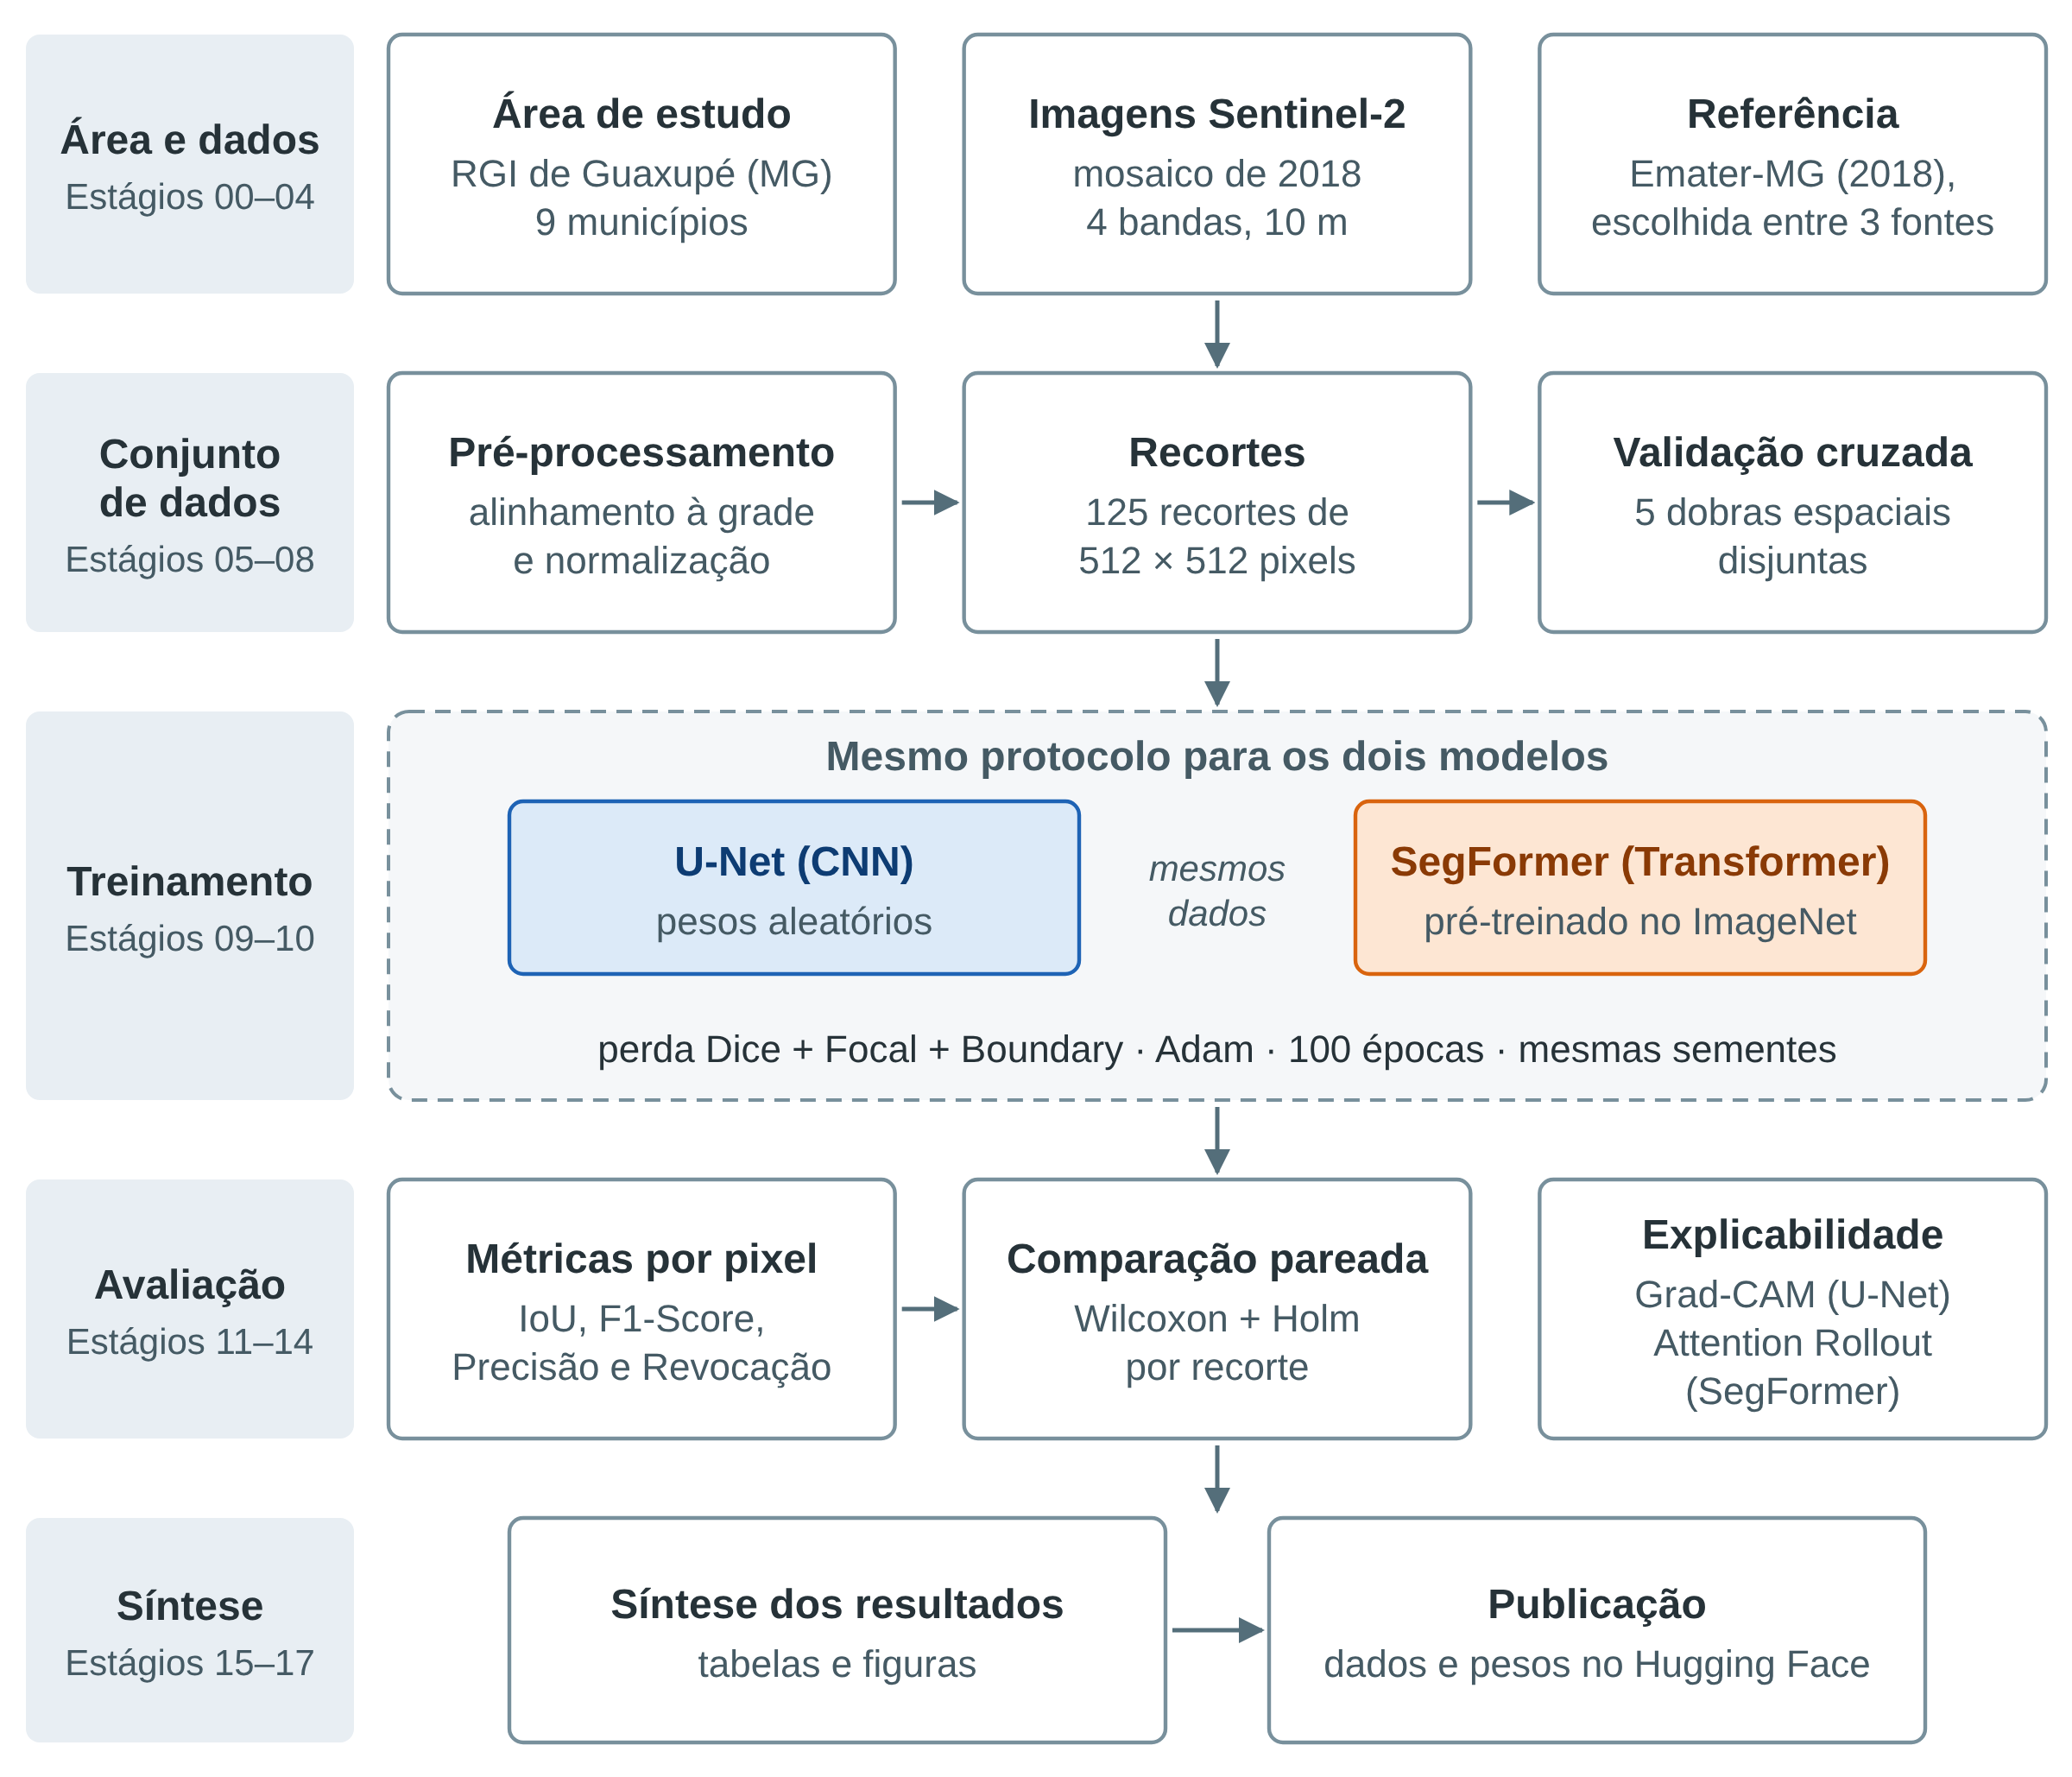 Área e dados
Estágios 00–04
Área de estudo
RGI de Guaxupé (MG)
9 municípios
Imagens Sentinel-2
mosaico de 2018
4 bandas, 10 m
Referência
Emater-MG (2018),
escolhida entre 3 fontes
Conjunto
de dados
Estágios 05–08
Pré-processamento
alinhamento à grade
e normalização
Recortes
125 recortes de
512 × 512 pixels
Validação cruzada
5 dobras espaciais
disjuntas
Treinamento
Estágios 09–10
Mesmo protocolo para os dois modelos
U-Net (CNN)
pesos aleatórios
mesmos
dados
SegFormer (Transformer)
pré-treinado no ImageNet
perda Dice + Focal + Boundary · Adam · 100 épocas · mesmas sementes
Avaliação
Estágios 11–14
Métricas por pixel
IoU, F1-Score,
Precisão e Revocação
Comparação pareada
Wilcoxon + Holm
por recorte
Explicabilidade
Grad-CAM (U-Net)
Attention Rollout
(SegFormer)
Síntese
Estágios 15–17
Síntese dos resultados
tabelas e figuras
Publicação
dados e pesos no Hugging Face